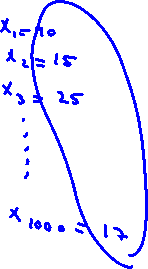 x₁ = 10
x₂ = 15
x₃ = 25
x₁₀₀₀ = 17